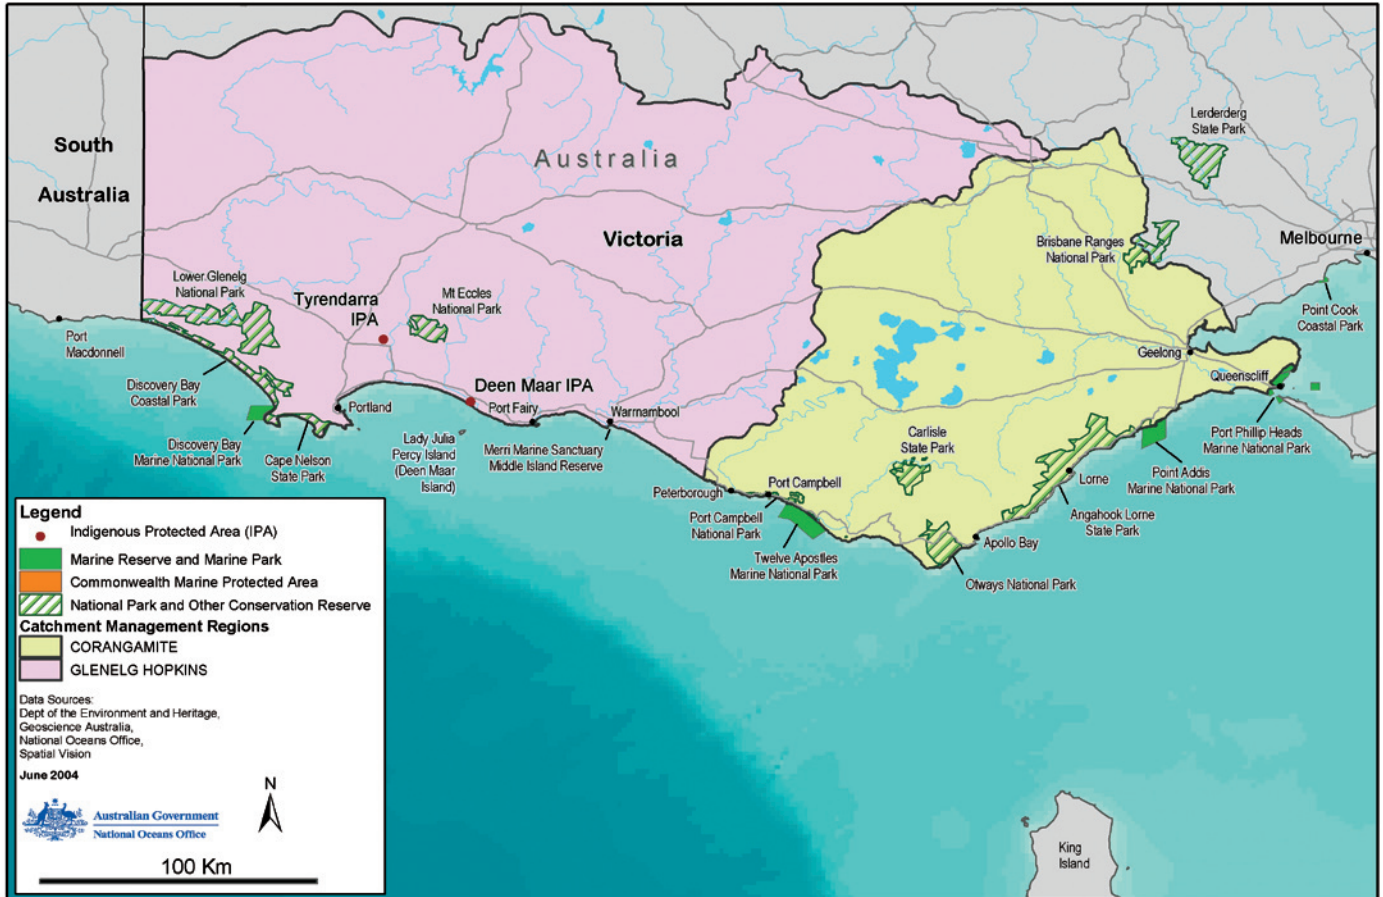 South
Australia
Australia
Victoria
Lerderderg
State Park
Brisbane Ranges
National Park
Melbourne
Point Cook
Coastal Park
Lower Glenelg
National Park
Tyrendarra
IPA
Mt Eccles
National Park
Port
Macdonnell
Discovery Bay
Coastal Park
Discovery Bay
Marine National Park
Cape Nelson
State Park
Portland
Deen Maar IPA
Port Fairy
Lady Julia
Percy Island
(Deen Maar
Island)
Warrnambool
Merri Marine Sanctuary
Middle Island Reserve
Geelong
Queenscliff
Port Phillip Heads
Marine National Park
Point Addis
Marine National Park
Carlisle
State Park
Lorne
Angahook Lorne
State Park
Peterborough
Port Campbell
Port Campbell
National Park
Twelve Apostles
Marine National Park
Apollo Bay
Otways National Park
King
Island
Legend
Indigenous Protected Area (IPA)
Marine Reserve and Marine Park
Commonwealth Marine Protected Area
National Park and Other Conservation Reserve
Catchment Management Regions
CORANGAMITE
GLENELG HOPKINS
Data Sources:
Dept of the Environment and Heritage,
Geoscience Australia,
National Oceans Office,
Spatial Vision
June 2004
N
Australian Government
National Oceans Office
100 Km